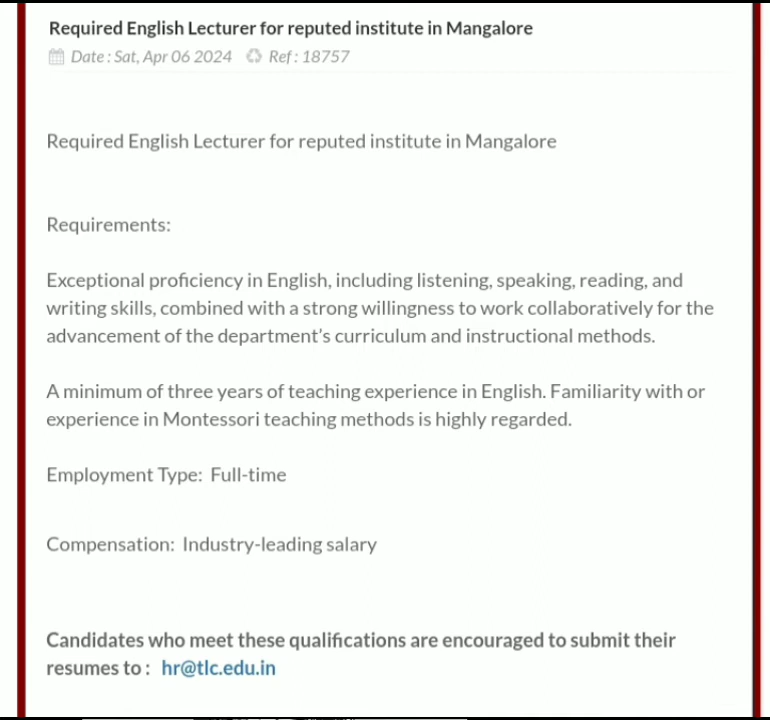 Required English Lecturer for reputed institute in Mangalore
Date : Sat, Apr 06 2024 Ref : 18757
Required English Lecturer for reputed institute in Mangalore
Requirements:
Exceptional proficiency in English, including listening, speaking, reading, and
writing skills, combined with a strong willingness to work collaboratively for the
advancement of the department's curriculum and instructional methods.
A minimum of three years of teaching experience in English. Familiarity with or
experience in Montessori teaching methods is highly regarded.
Employment Type: Full-time
Compensation: Industry-leading salary
Candidates who meet these qualifications are encouraged to submit their
resumes to : hr@tlc.edu.in